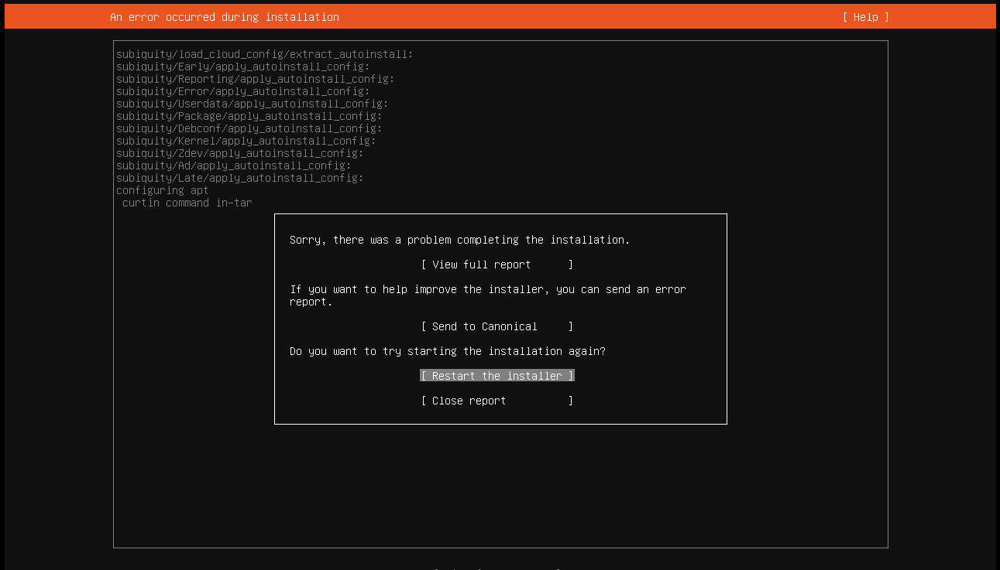 An error occurred during installation [ Help ]
subiquity/load_cloud_config/extract_autoinstall:
subiquity/Early/apply_autoinstall_config:
subiquity/Reporting/apply_autoinstall_config:
subiquity/Error/apply_autoinstall_config:
subiquity/Userdata/apply_autoinstall_config:
subiquity/Package/apply_autoinstall_config:
subiquity/Debconf/apply_autoinstall_config:
subiquity/Kernel/apply_autoinstall_config:
subiquity/Zdev/apply_autoinstall_config:
subiquity/Ad/apply_autoinstall_config:
subiquity/Late/apply_autoinstall_config:
configuring apt
curtin command in-tar
Sorry, there was a problem completing the installation.
[ View full report ]
If you want to help improve the installer, you can send an error
report.
[ Send to Canonical ]
Do you want to try starting the installation again?
[ Restart the installer ]
[ Close report ]